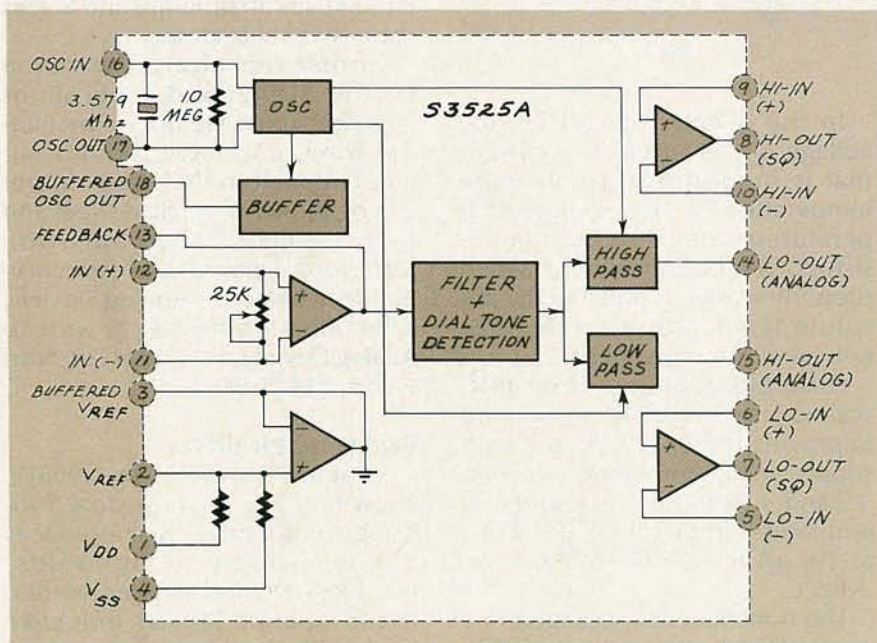 OSC IN
16
3.579
Mhz
10
MEG
OSC OUT
17
OSC
S3525A
BUFFERED
OSC OUT
18
BUFFER
FEEDBACK
13
IN (+)
12
25K
+
−
IN (−)
11
FILTER
+
DIAL TONE
DETECTION
HIGH
PASS
LOW
PASS
BUFFERED
VREF
3
−
+
VREF
2
VDD
1
VSS
4
9
HI-IN
(+)
+
−
8
HI-OUT
(SQ)
10
HI-IN
(−)
14
LO-OUT
(ANALOG)
15
HI-OUT
(ANALOG)
6
LO-IN
(+)
+
−
7
LO-OUT
(SQ)
5
LO-IN
(−)